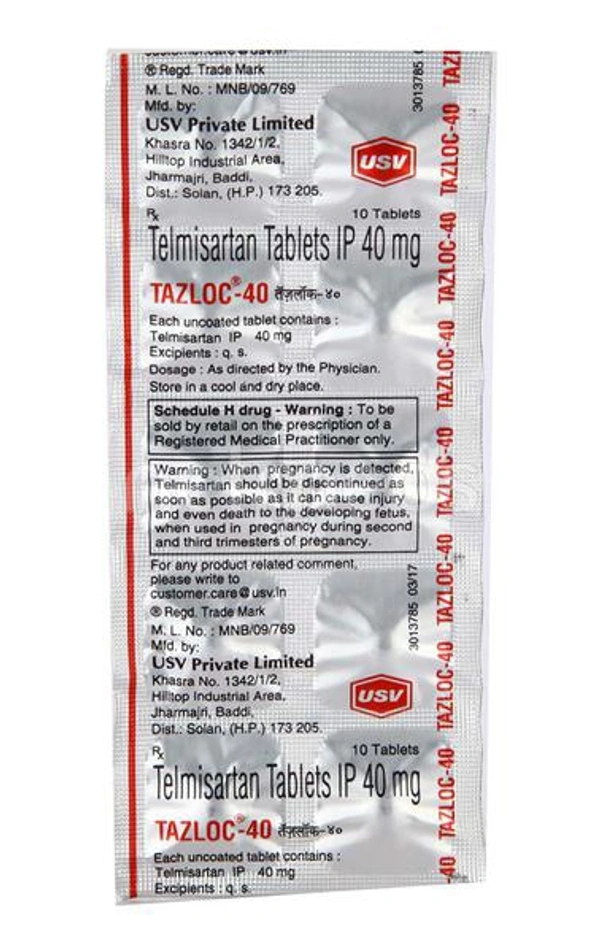 customer.care@usv.in
® Regd. Trade Mark
M. L. No. : MNB/09/769
Mfd. by:
USV Private Limited
Khasra No. 1342/1/2,
Hilltop Industrial Area,
Jharmajri, Baddi,
Dist.: Solan, (H.P.) 173 205.
3013785
USV
Rx
10 Tablets
Telmisartan Tablets IP 40 mg
TAZLOC®-40 तॅज़लॉक-४०
Each uncoated tablet contains :
Telmisartan IP 40 mg
Excipients : q. s.
Dosage : As directed by the Physician.
Store in a cool and dry place.
Schedule H drug - Warning : To be
sold by retail on the prescription of a
Registered Medical Practitioner only.
Warning : When pregnancy is detected,
Telmisartan should be discontinued as
soon as possible as it can cause injury
and even death to the developing fetus,
when used in pregnancy during second
and third trimesters of pregnancy.
For any product related comment,
please write to
customer.care@usv.in
® Regd. Trade Mark
M. L. No. : MNB/09/769
Mfd. by:
USV Private Limited
Khasra No. 1342/1/2,
Hilltop Industrial Area,
Jharmajri, Baddi,
Dist.: Solan, (H.P.) 173 205.
3013785 03/17
USV
Rx
10 Tablets
Telmisartan Tablets IP 40 mg
TAZLOC®-40 तॅज़लॉक-४०
Each uncoated tablet contains :
Telmisartan IP 40 mg
Excipients : q. s.
-40 TAZLOC-40 TAZLOC-40 TAZLOC-40 TAZLOC-40 TAZLOC-40 TAZLOC-40 TAZLOC-40 TAZ